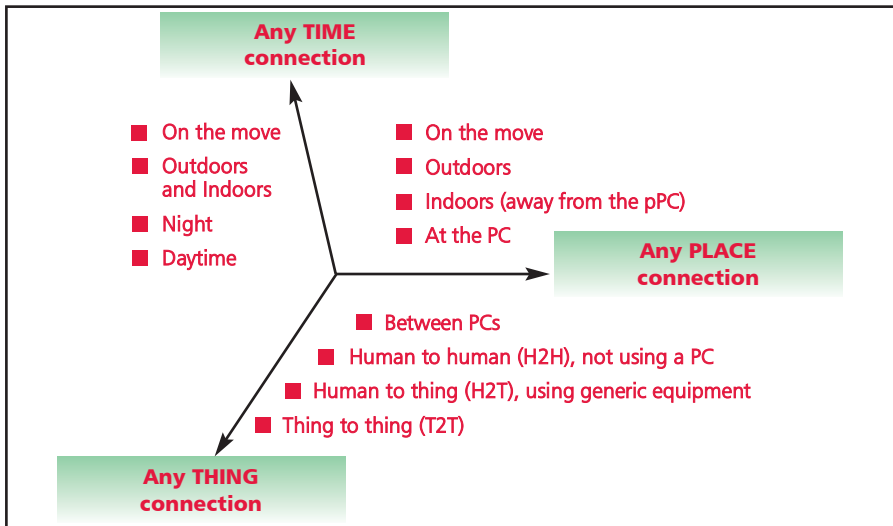 Any TIME
connection
On the move
Outdoors
and Indoors
Night
Daytime
On the move
Outdoors
Indoors (away from the pPC)
At the PC
Any PLACE
connection
Between PCs
Human to human (H2H), not using a PC
Human to thing (H2T), using generic equipment
Thing to thing (T2T)
Any THING
connection